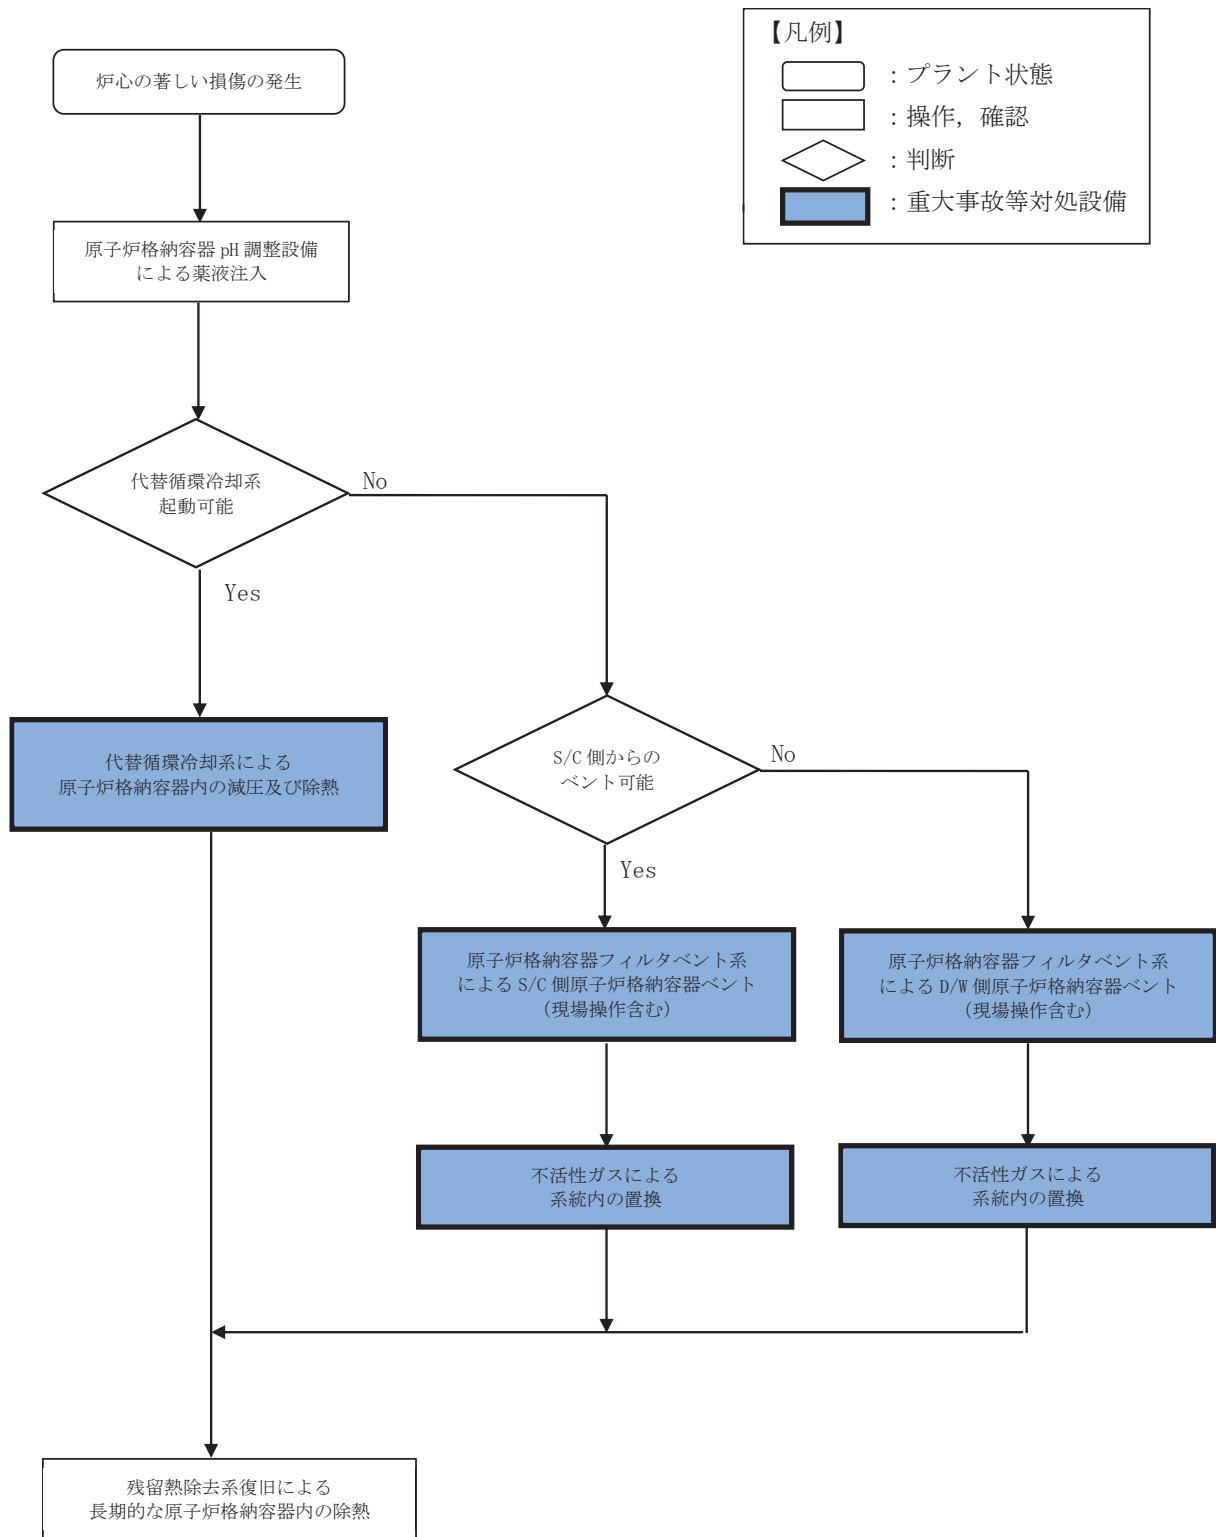 【凡例】
：プラント状態
：操作，確認
：判断
：重大事故等対処設備
炉心の著しい損傷の発生
原子炉格納容器 pH 調整設備
による薬液注入
代替循環冷却系
起動可能
No
Yes
代替循環冷却系による
原子炉格納容器内の減圧及び除熱
S/C 側からの
ベント可能
No
Yes
原子炉格納容器フィルタベント系
による S/C 側原子炉格納容器ベント
（現場操作含む）
原子炉格納容器フィルタベント系
による D/W 側原子炉格納容器ベント
（現場操作含む）
不活性ガスによる
系統内の置換
不活性ガスによる
系統内の置換
残留熱除去系復旧による
長期的な原子炉格納容器内の除熱